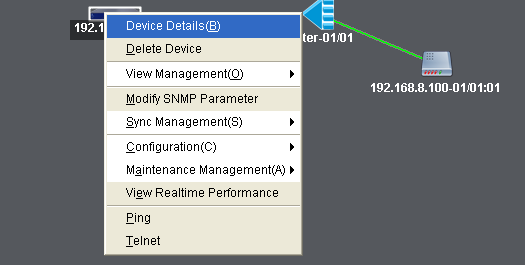 192.1
Device Details(B)
Delete Device
View Management(O)
Modify SNMP Parameter
Sync Management(S)
Configuration(C)
Maintenance Management(A)
View Realtime Performance
Ping
Telnet
ter-01/01
192.168.8.100-01/01:01